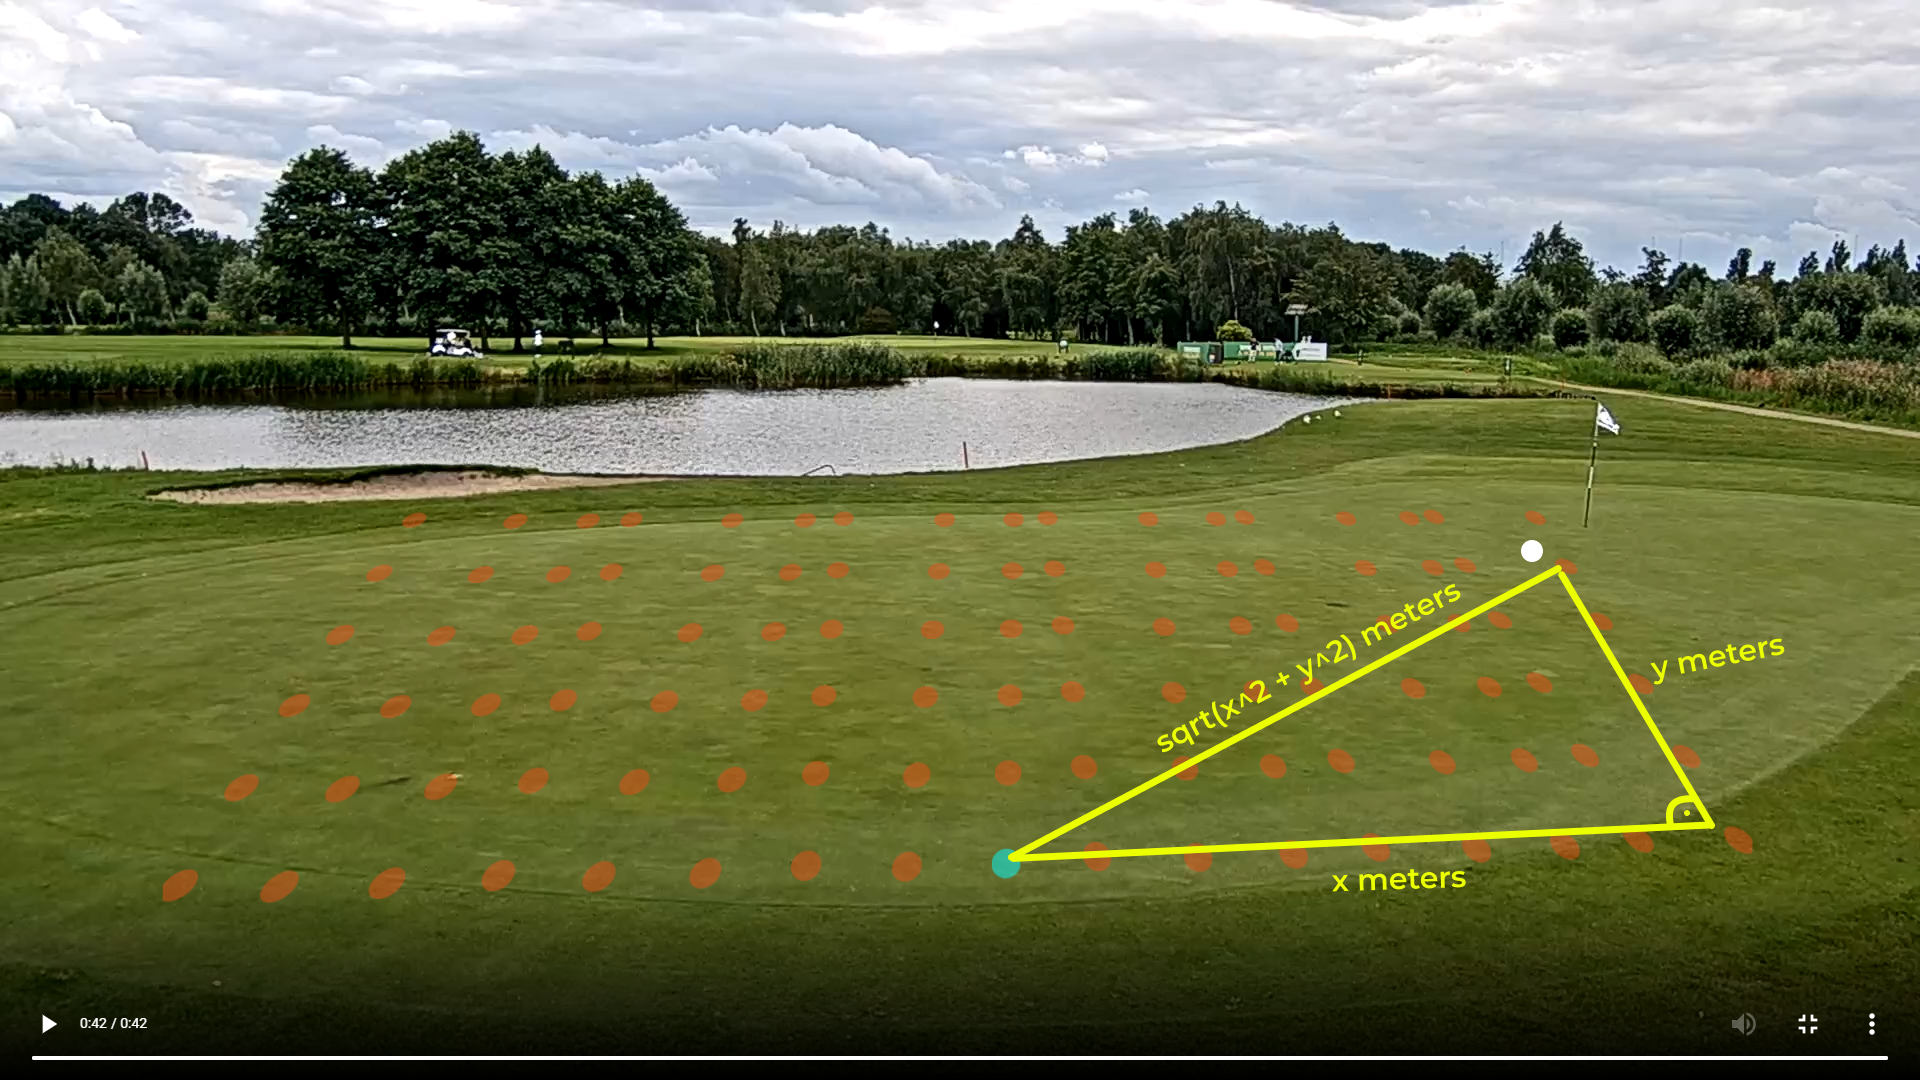 sqrt(x^2 + y^2) meters
y meters
x meters
0:42 / 0:42